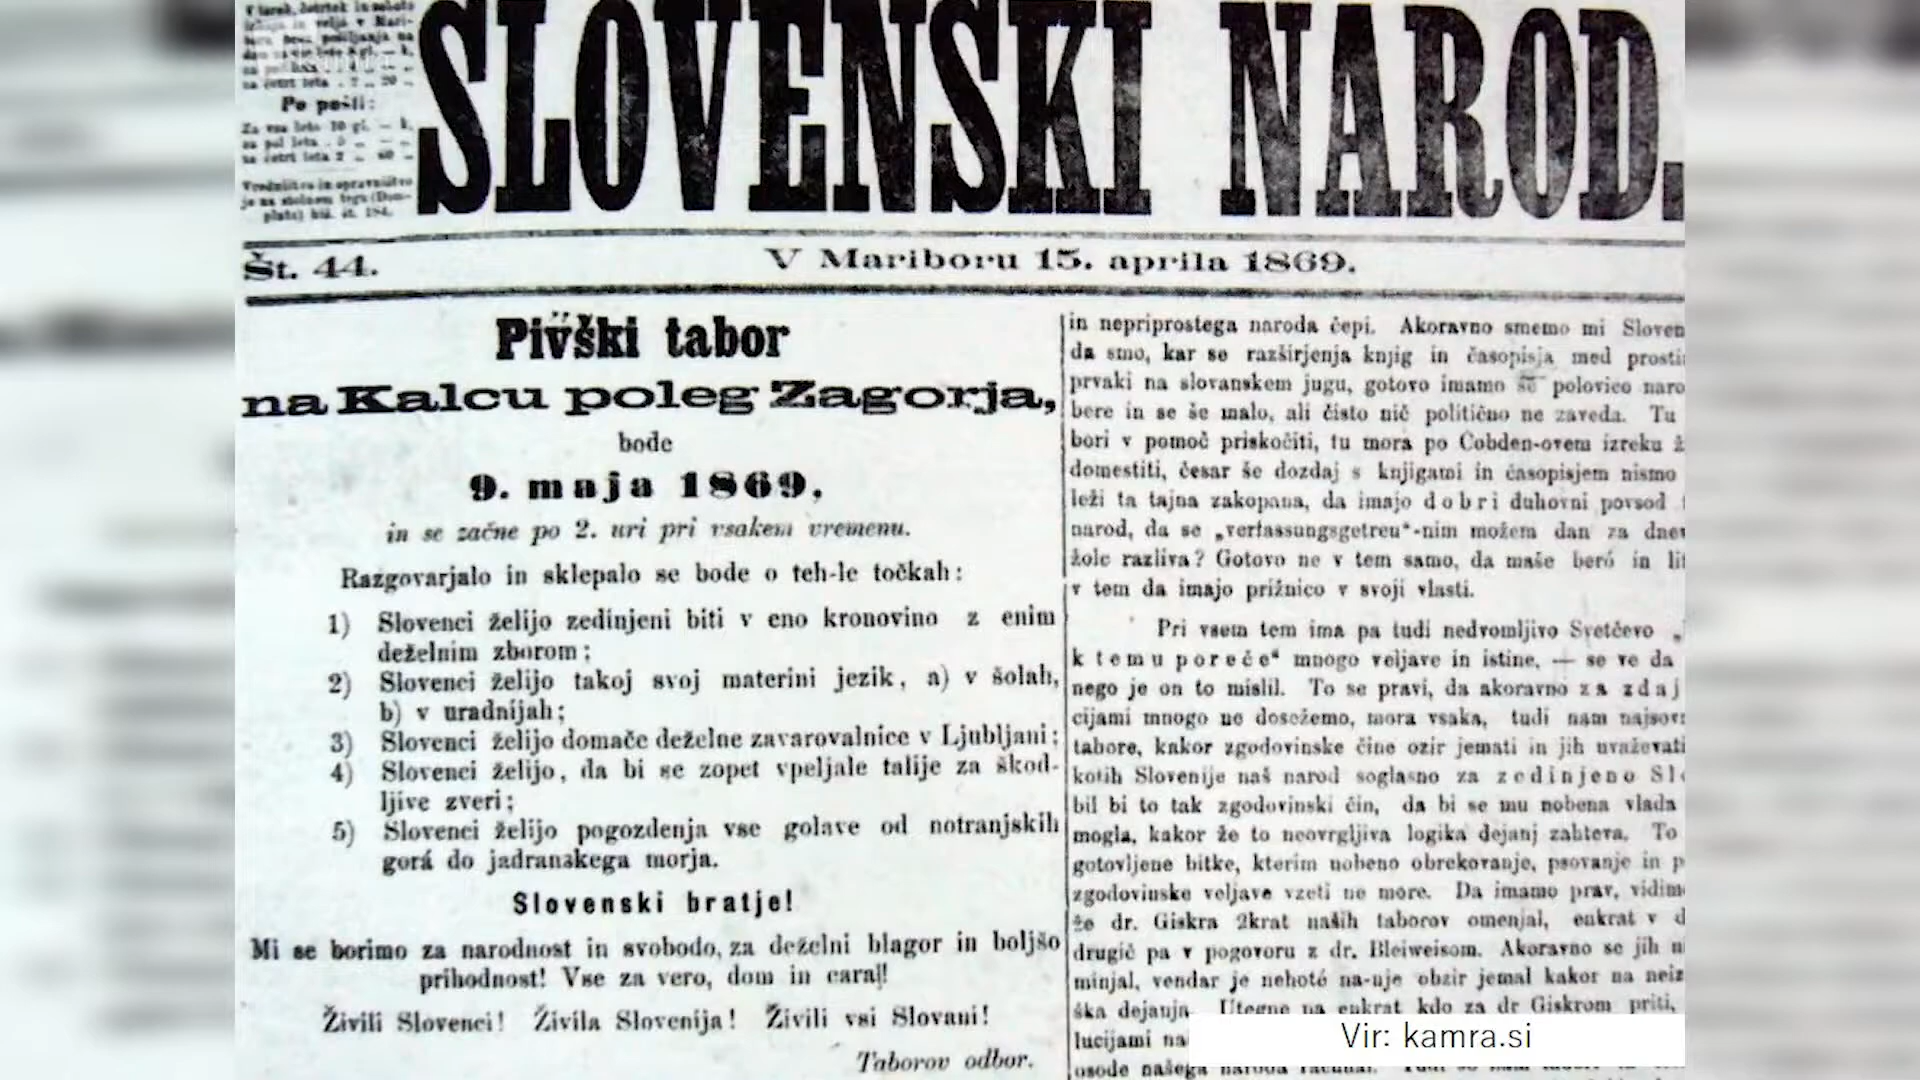 Po pošti:
SLOVENSKI NAROD.
Št. 44.
V Mariboru 15. aprila 1869.
Pivški tabor
na Kalcu poleg Zagorja,
bode
9. maja 1869,
in se začne po 2. uri pri vsakem vremenu.
Razgovarjalo in sklepalo se bode o teh-le točkah:
1) Slovenci želijo zedinjeni biti v eno kronovino z enim
deželnim zborom;
2) Slovenci želijo takoj svoj materini jezik, a) v šolah,
b) v uradnijah;
3) Slovenci želijo domače deželne zavarovalnice v Ljubljani;
4) Slovenci želijo, da bi se zopet vpeljale talije za škod-
ljive zveri;
5) Slovenci želijo pogozdenja vse golave od notranjskih
gorá do jadranskega morja.
Slovenski bratje!
Mi se borimo za narodnost in svobodo, za deželni blagor in boljšo
prihodnost! Vse za vero, dom in cara!
Živili Slovenci! Živila Slovenija! Živili vsi Slovani!
Taborov odbor.
in nepriprostega naroda čepi. Akoravno smemo mi Sloven
da smo, kar se razširjenja knjig in časopisja med prosti
prvaki na slovanskem jugu, gotovo imamo še polovico naro
bere in se še malo, ali čisto nič politično ne zaveda. Tu
bori v pomoč priskočiti, tu mora po Cobden-ovem izreku ž
domestiti, česar še dozdaj s knjigami in časopisjem nismo
leži ta tajna zakopana, da imajo dobri duhovni povsod
narod, da se „verfassungsgetreu“-nim možem dan za dnev
žolc razliva? Gotovo ne v tem samo, da maše beró in lit
v tem da imajo prižnico v svoji vlasti.
Pri vsem tem ima pa tudi nedvomljivo Svetčevo „
k temu poreče“ mnogo veljave in istine, — se ve da
nego je on to mislil. To se pravi, da akoravno za zdaj
cijami mnogo ne dosežemo, mora vsaka, tudi nam najsov
tabore, kakor zgodovinske čine ozir jemati in jih uvaževati
kotih Slovenije naš narod soglasno za zedinjeno Sl
bil bi to tak zgodovinski čin, da bi se mu nobena vlada
mogla, kakor že to neovrgljiva logika dejanj zahteva. To
gotovljene bitke, kterim nobeno obrekovanje, psovanje in p
zgodovinske veljave vzeti ne more. Da imamo prav, vidim
že dr. Giskra 2krat naših taborov omenjal, enkrat v d
drugič pa v pogovoru z dr. Bleiweisom. Akoravno se jih n
minjal, vendar je nehoté na-nje obzir jemal kakor na neiz
ška dejanja. Utegne pa enkrat kdo za dr Giskrom priti,
lucijami na
Vir: kamra.si